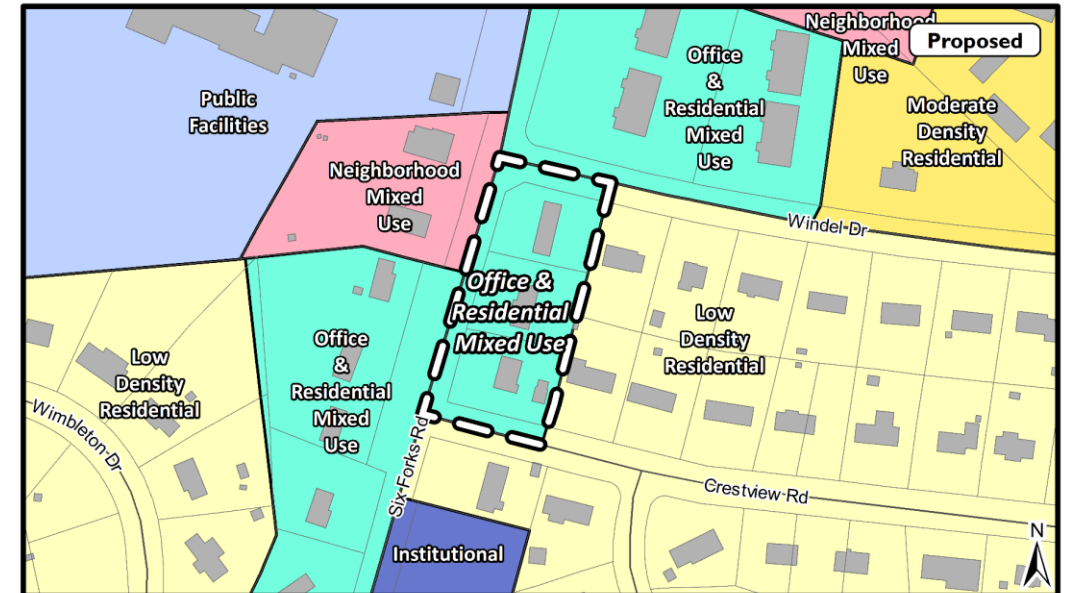 Neighborhood
Mixed
Use
Proposed
Office
&
Residential
Mixed
Use
Public
Facilities
Moderate
Density
Residential
Neighborhood
Mixed
Use
Windel Dr
Office &
Residential
Mixed Use
Low
Density
Residential
Office
&
Residential
Mixed
Use
Low
Density
Residential
Wimbleton Dr
Six Forks Rd
Crestview Rd
Institutional
N